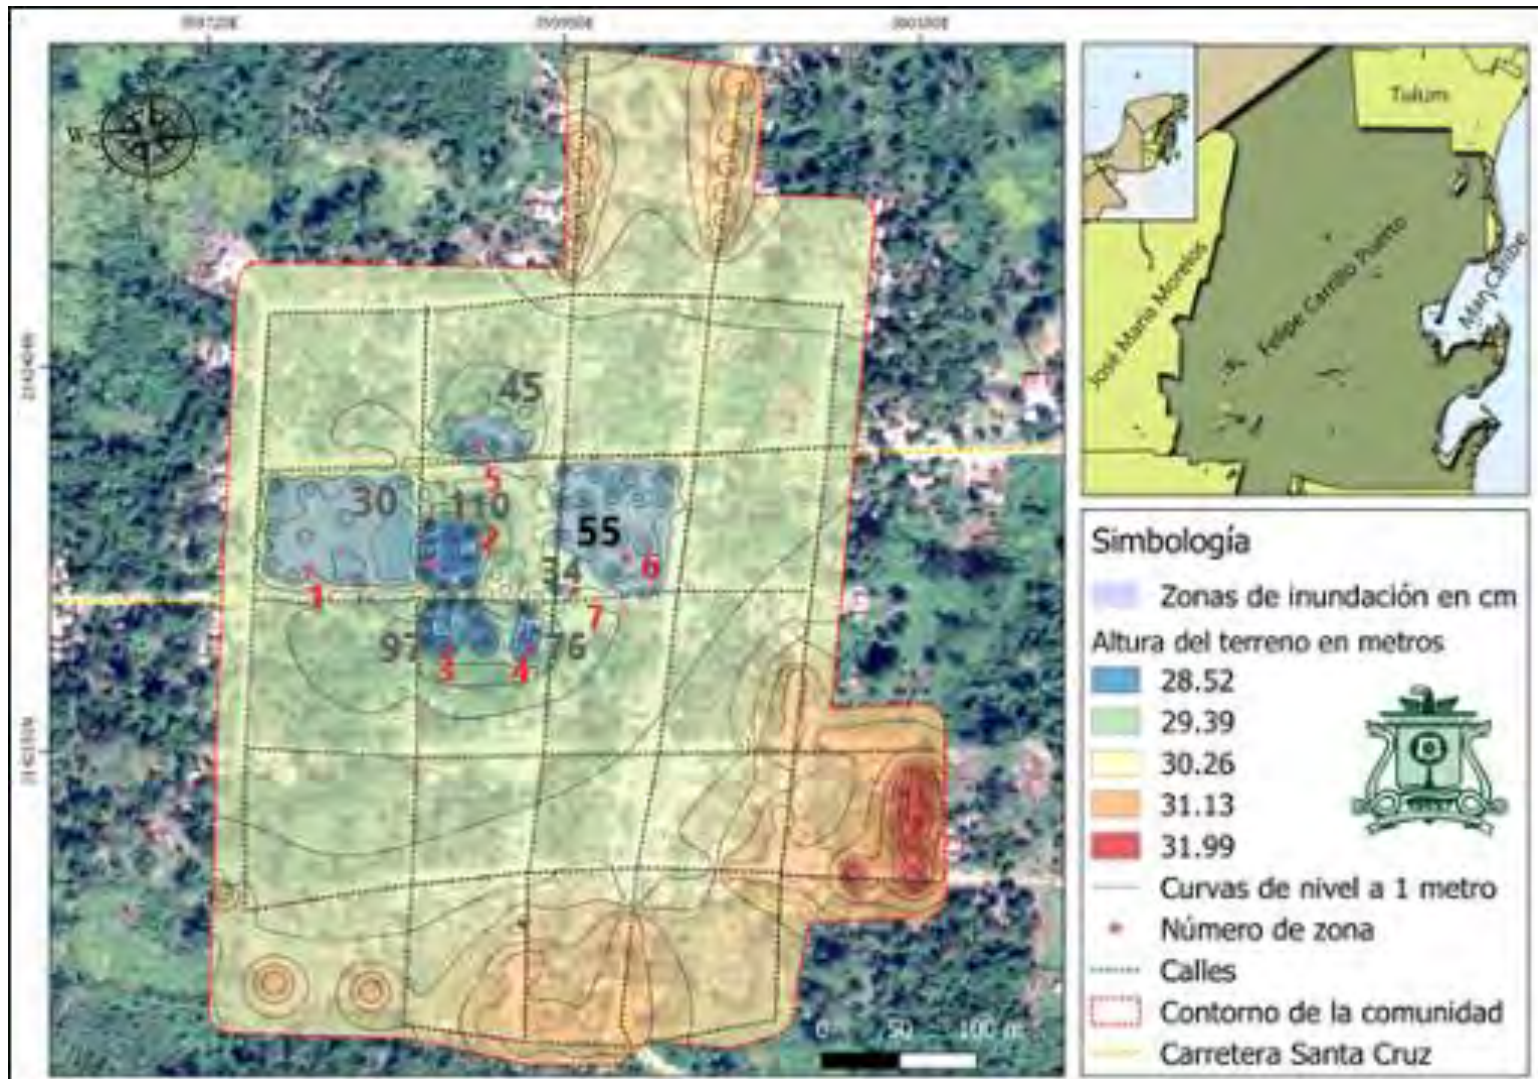 W
45
5
30
110
2
55
6
1
7
97
3
4
76
0 50 100 m
Tulum
José María Morelos
Felipe Carrillo Puerto
Mar Caribe
Simbología
Zonas de inundación en cm
Altura del terreno en metros
28.52
29.39
30.26
31.13
31.99
Curvas de nivel a 1 metro
Número de zona
Calles
Contorno de la comunidad
Carretera Santa Cruz